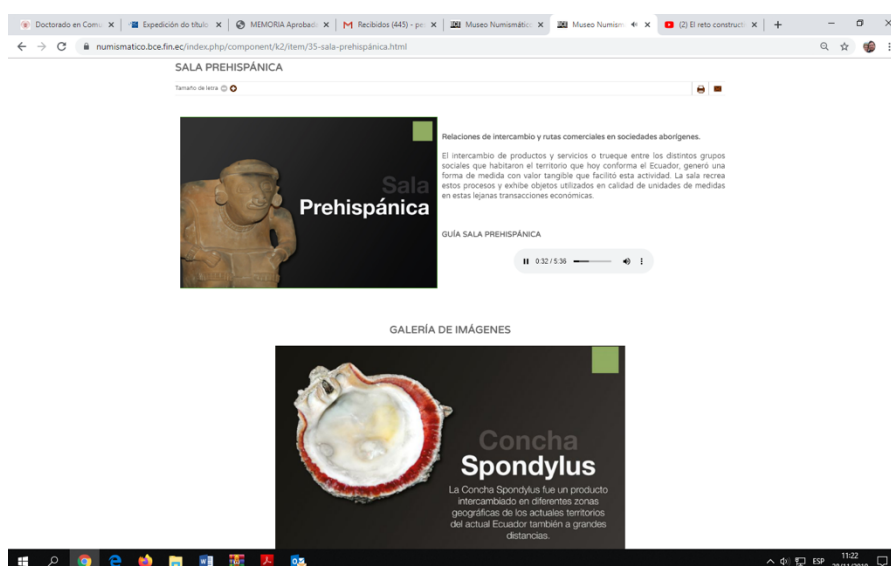 Doctorado en Comu
Expedición do título
MEMORIA Aprobada
Recibidos (445) - pe
Museo Numismátic
Museo Numism
(2) El reto construct
numismatico.bce.fin.ec/index.php/component/k2/item/35-sala-prehispánica.html
SALA PREHISPÁNICA
Tamaño de letra
Sala
Prehispánica
Relaciones de intercambio y rutas comerciales en sociedades aborígenes.
El intercambio de productos y servicios o trueque entre los distintos grupos
sociales que habitaron el territorio que hoy conforma el Ecuador, generó una
forma de medida con valor tangible que facilitó esta actividad. La sala recrea
estos procesos y exhibe objetos utilizados en calidad de unidades de medidas
en estas lejanas transacciones económicas.
GUÍA SALA PREHISPÁNICA
0:32 / 5:36
GALERÍA DE IMÁGENES
Concha
Spondylus
La Concha Spondylus fue un producto
intercambiado en diferentes zonas
geográficas de los actuales territorios
del actual Ecuador también a grandes
distancias.
ESP
11:22